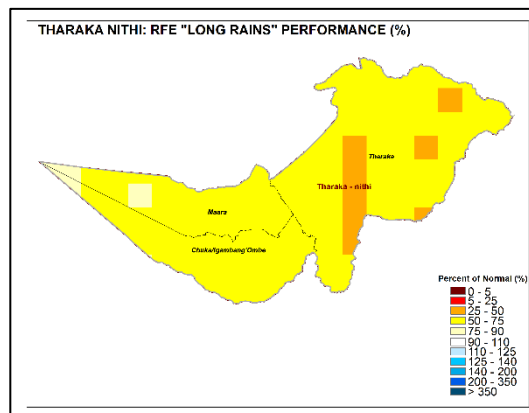 THARAKA NITHI: RFE "LONG RAINS" PERFORMANCE (%)
Tharaka
Tharaka - nithi
Maara
Chuka/Igambang'Ombe
Percent of Normal (%)
0 - 5
5 - 25
25 - 50
50 - 75
75 - 90
90 - 110
110 - 125
125 - 140
140 - 200
200 - 350
> 350